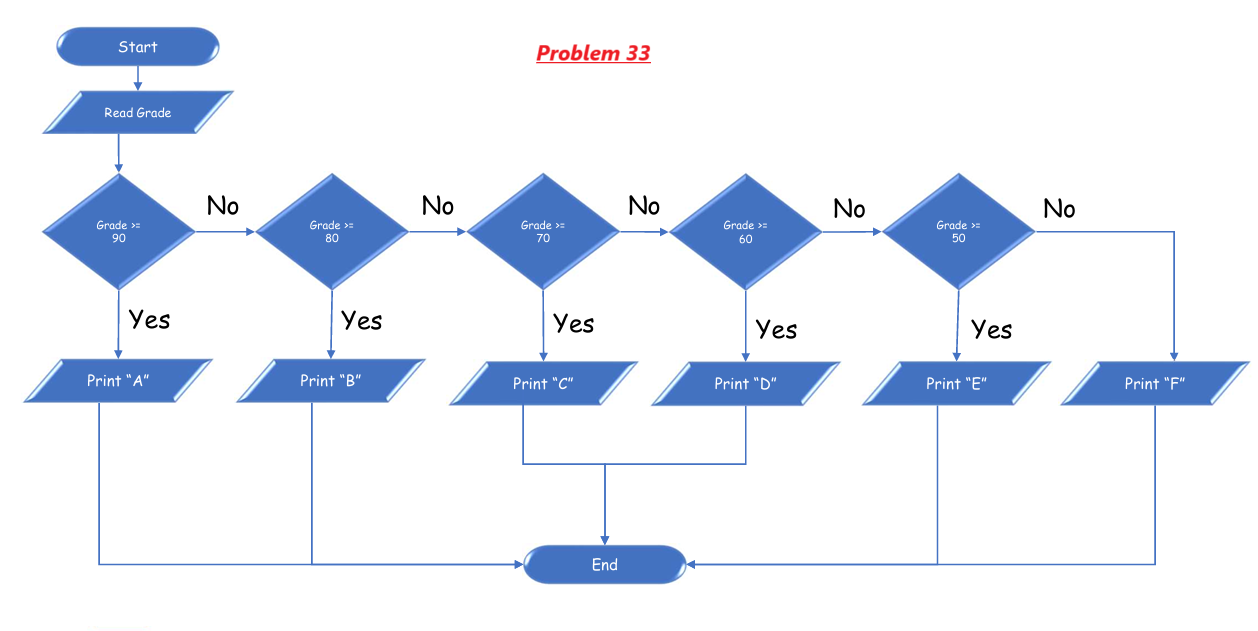 Start
Problem 33
Read Grade
Grade >=
90
No
Grade >=
80
No
Grade >=
70
No
Grade >=
60
No
Grade >=
50
No
Yes
Yes
Yes
Yes
Yes
Print “A”
Print “B”
Print “C”
Print “D”
Print “E”
Print “F”
End